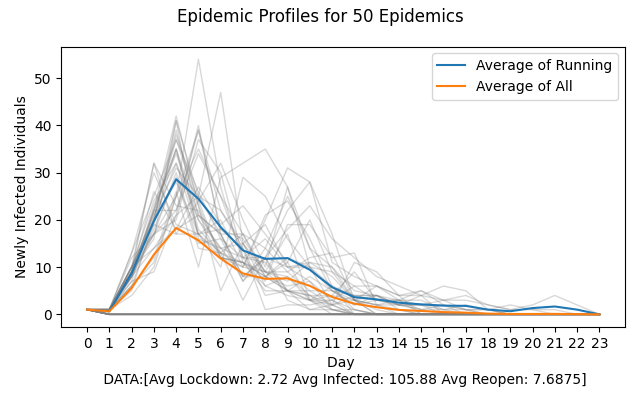 Epidemic Profiles for 50 Epidemics
Average of Running
Average of All
Newly Infected Individuals
50
40
30
20
10
0
0 1 2 3 4 5 6 7 8 9 10 11 12 13 14 15 16 17 18 19 20 21 22 23
Day
DATA:[Avg Lockdown: 2.72 Avg Infected: 105.88 Avg Reopen: 7.6875]